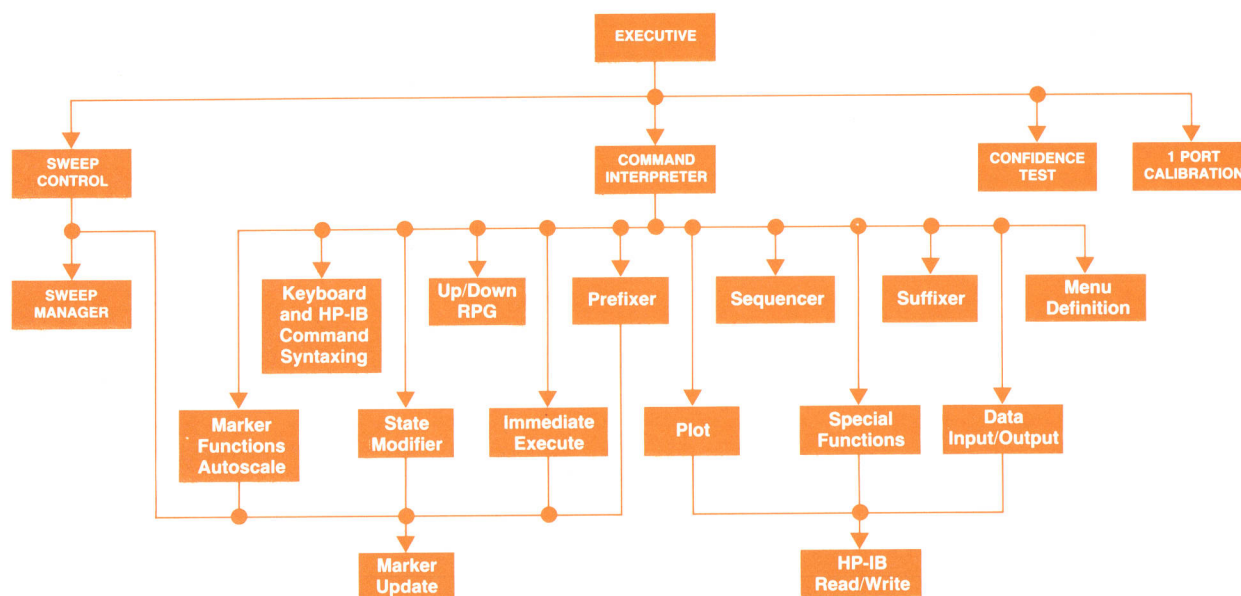 EXECUTIVE
SWEEP
CONTROL
COMMAND
INTERPRETER
CONFIDENCE
TEST
1 PORT
CALIBRATION
SWEEP
MANAGER
Keyboard
and HP-IB
Command
Syntaxing
Up/Down
RPG
Prefixer
Sequencer
Suffixer
Menu
Definition
Marker
Functions
Autoscale
State
Modifier
Immediate
Execute
Plot
Special
Functions
Data
Input/Output
Marker
Update
HP-IB
Read/Write